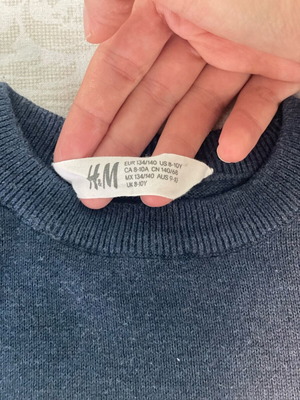 H&M
EUR 134/140 US 8-10Y
CA 8-10A CN 140/68
MX 134/140 AUS 9-10
UK 8-10Y